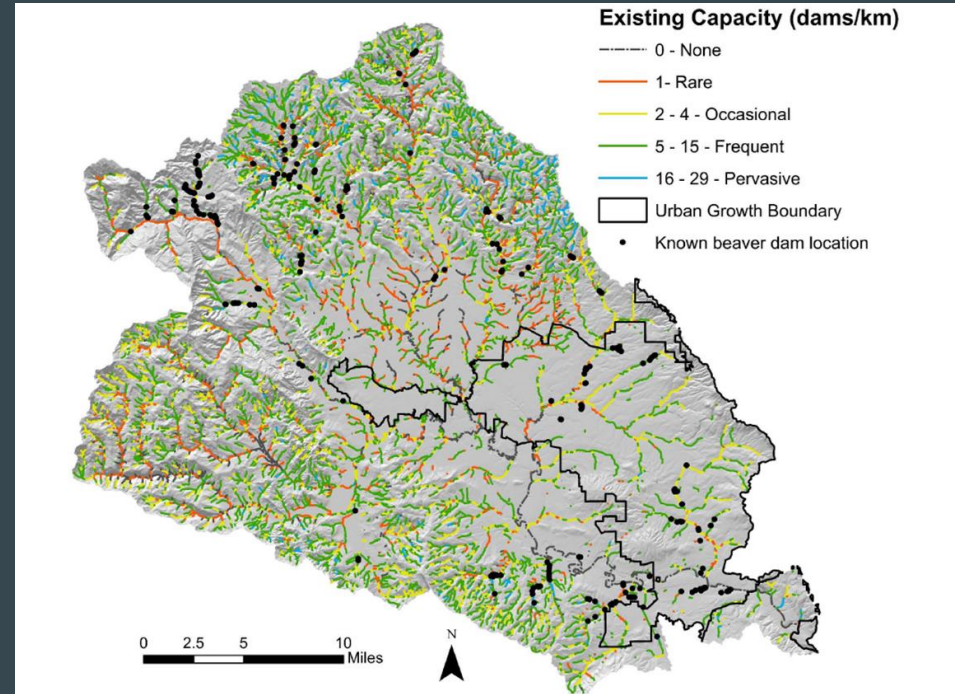 Existing Capacity (dams/km)
0 - None
1- Rare
2 - 4 - Occasional
5 - 15 - Frequent
16 - 29 - Pervasive
Urban Growth Boundary
Known beaver dam location
N
0 2.5 5 10
Miles